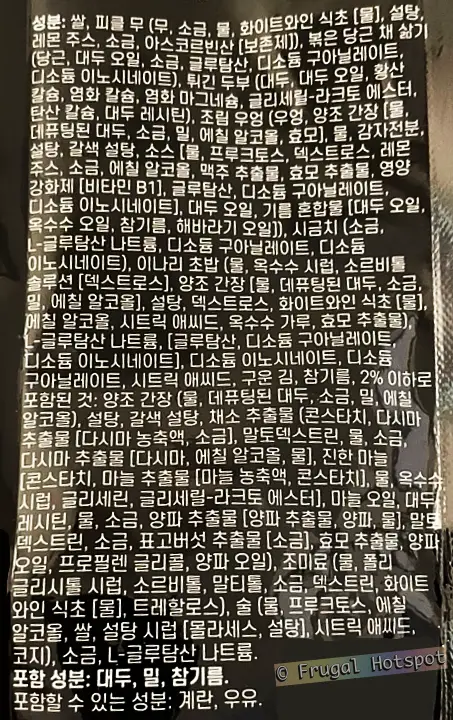 성분: 쌀, 피클 무 (무, 소금, 물, 화이트와인 식초 [물], 설탕,
레몬 주스, 소금, 아스코르빈산 [보존제]), 볶은 당근 채 삶기
(당근, 대두 오일, 소금, 글루탐산, 디소듐 구아닐레이트,
디소듐 이노시네이트), 튀긴 두부 (대두, 대두 오일, 황산
칼슘, 염화 칼슘, 염화 마그네슘, 글리세릴-라크토 에스터,
탄산 칼슘, 대두 레시틴), 조림 우엉 (우엉, 양조 간장 [물,
데퓨팅된 대두, 소금, 밀, 에칠 알코올, 효모], 물, 감자전분,
설탕, 갈색 설탕, 소스 [물, 프루크토스, 덱스트로스, 레몬
주스, 소금, 에칠 알코올, 맥주 추출물, 효모 추출물, 영양
강화제 [비타민 B1], 글루탐산, 디소듐 구아닐레이트,
디소듐 이노시네이트], 대두 오일, 기름 혼합물 [대두 오일,
옥수수 오일, 참기름, 해바라기 오일]), 시금치 (소금,
L-글루탐산 나트륨, 디소듐 구아닐레이트, 디소듐
이노시네이트), 이나리 초밥 (물, 옥수수 시럽, 소르비톨
솔루션 [덱스트로스], 양조 간장 [물, 데퓨팅된 대두, 소금,
밀, 에칠 알코올], 설탕, 덱스트로스, 화이트와인 식초 [물],
에칠 알코올, 시트릭 애씨드, 옥수수 가루, 효모 추출물),
L-글루탐산 나트륨, [글루탐산, 디소듐 구아닐레이트,
디소듐 이노시네이트], 디소듐 이노시네이트, 디소듐
구아닐레이트, 시트릭 애씨드, 구운 김, 참기름, 2% 이하로
포함된 것: 양조 간장 (물, 데퓨팅된 대두, 소금, 밀, 에칠
알코올), 설탕, 갈색 설탕, 채소 추출물 (콘스타치, 다시마
추출물 [다시마 농축액, 소금], 말토덱스트린, 물, 소금,
다시마 추출물 [다시마, 에칠 알코올, 물], 진한 마늘
[콘스타치, 마늘 추출물 [마늘 농축액, 콘스타치], 물, 옥수수
시럽, 글리세린, 글리세릴-라크토 에스터], 마늘 오일, 대두
레시틴, 물, 소금, 양파 추출물 [양파 추출물, 양파, 물], 말토
덱스트린, 소금, 표고버섯 추출물 [소금], 효모 추출물, 양파
오일, 프로필렌 글리콜, 양파 오일), 조미료 (물, 폴리
글리시톨 시럽, 소르비톨, 말티톨, 소금, 덱스트린, 화이트
와인 식초 [물], 트레할로스), 술 (물, 프루크토스, 에칠
알코올, 쌀, 설탕 시럽 [몰라세스, 설탕], 시트릭 애씨드,
코지), 소금, L-글루탐산 나트륨.
포함 성분: 대두, 밀, 참기름.
포함할 수 있는 성분: 계란, 우유.
© Frugal Hotspot